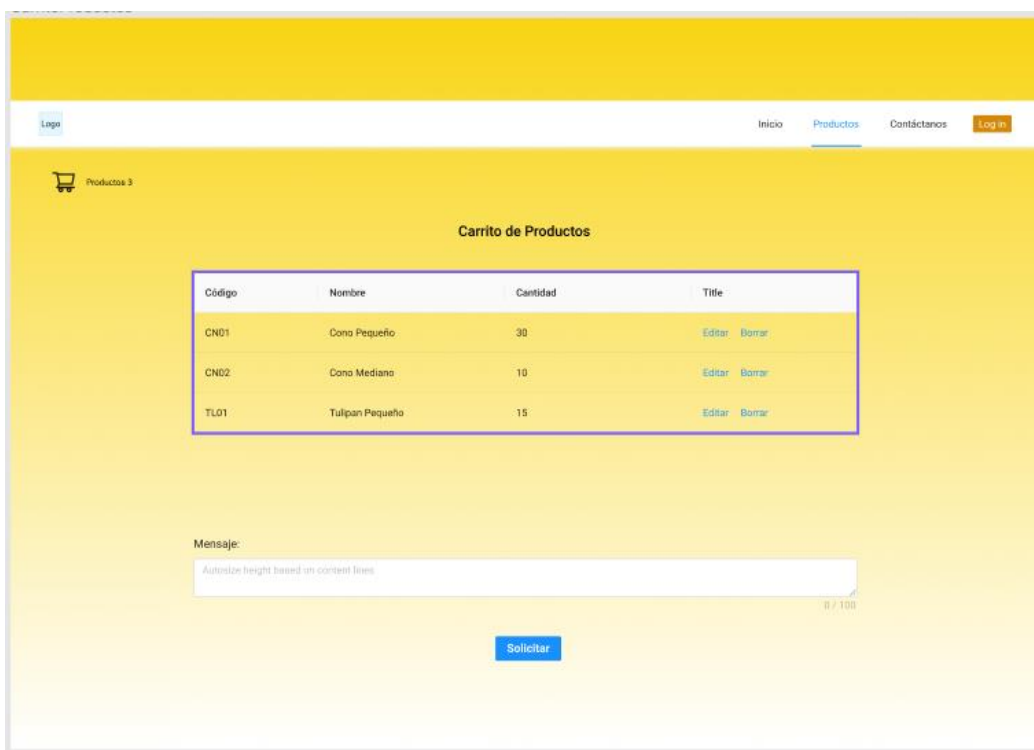 Logo
Inicio Productos Contáctanos Log in
Productos 3
Carrito de Productos
Código Nombre Cantidad Title
CN01 Cono Pequeño 30 Editar Borrar
CN02 Cono Mediano 10 Editar Borrar
TL01 Tulipan Pequeño 15 Editar Borrar
Mensaje:
Autosize height based on content lines
0 / 100
Solicitar